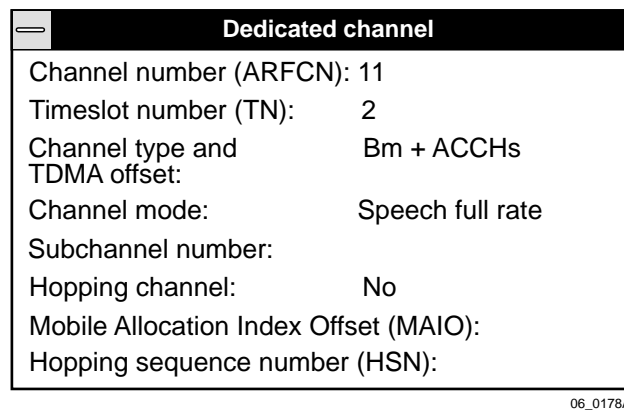 Dedicated channel
Channel number (ARFCN): 11
Timeslot number (TN): 2
Channel type and Bm + ACCHs
TDMA offset:
Channel mode: Speech full rate
Subchannel number:
Hopping channel: No
Mobile Allocation Index Offset (MAIO):
Hopping sequence number (HSN):
06_0178A